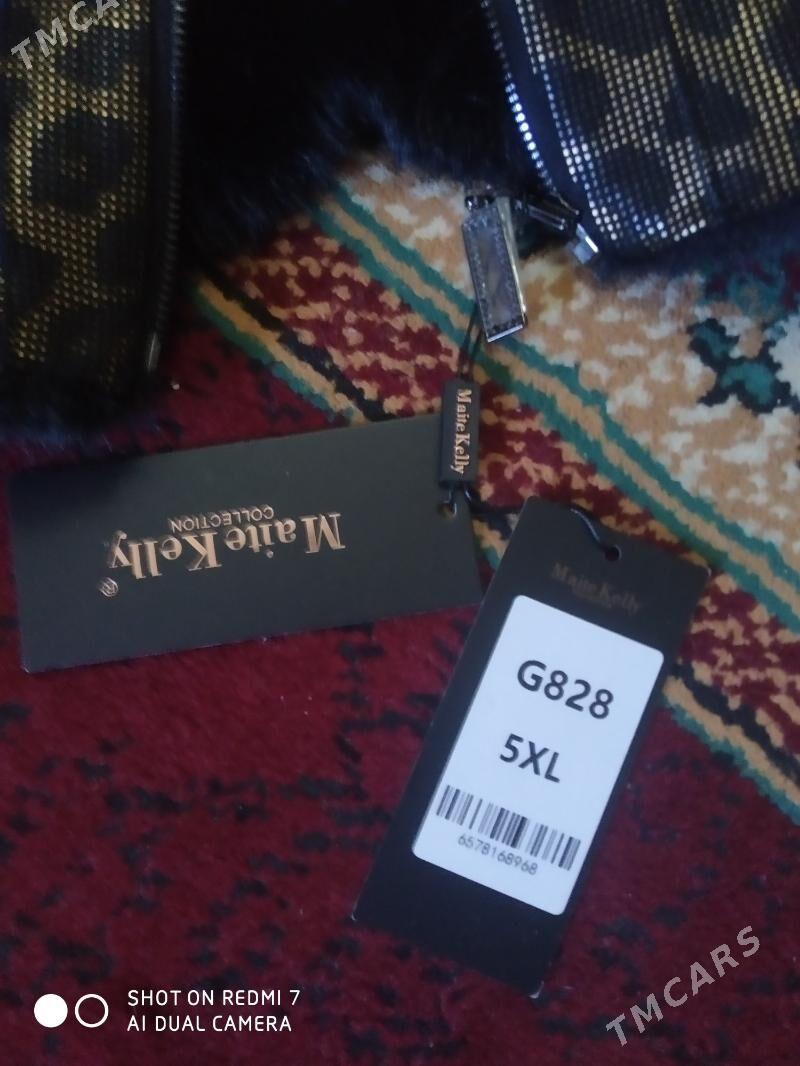 TMCARS
Maite Kelly
Maite Kelly®
COLLECTION
Maite Kelly
G828
5XL
6578168968
SHOT ON REDMI 7
AI DUAL CAMERA
TMCARS